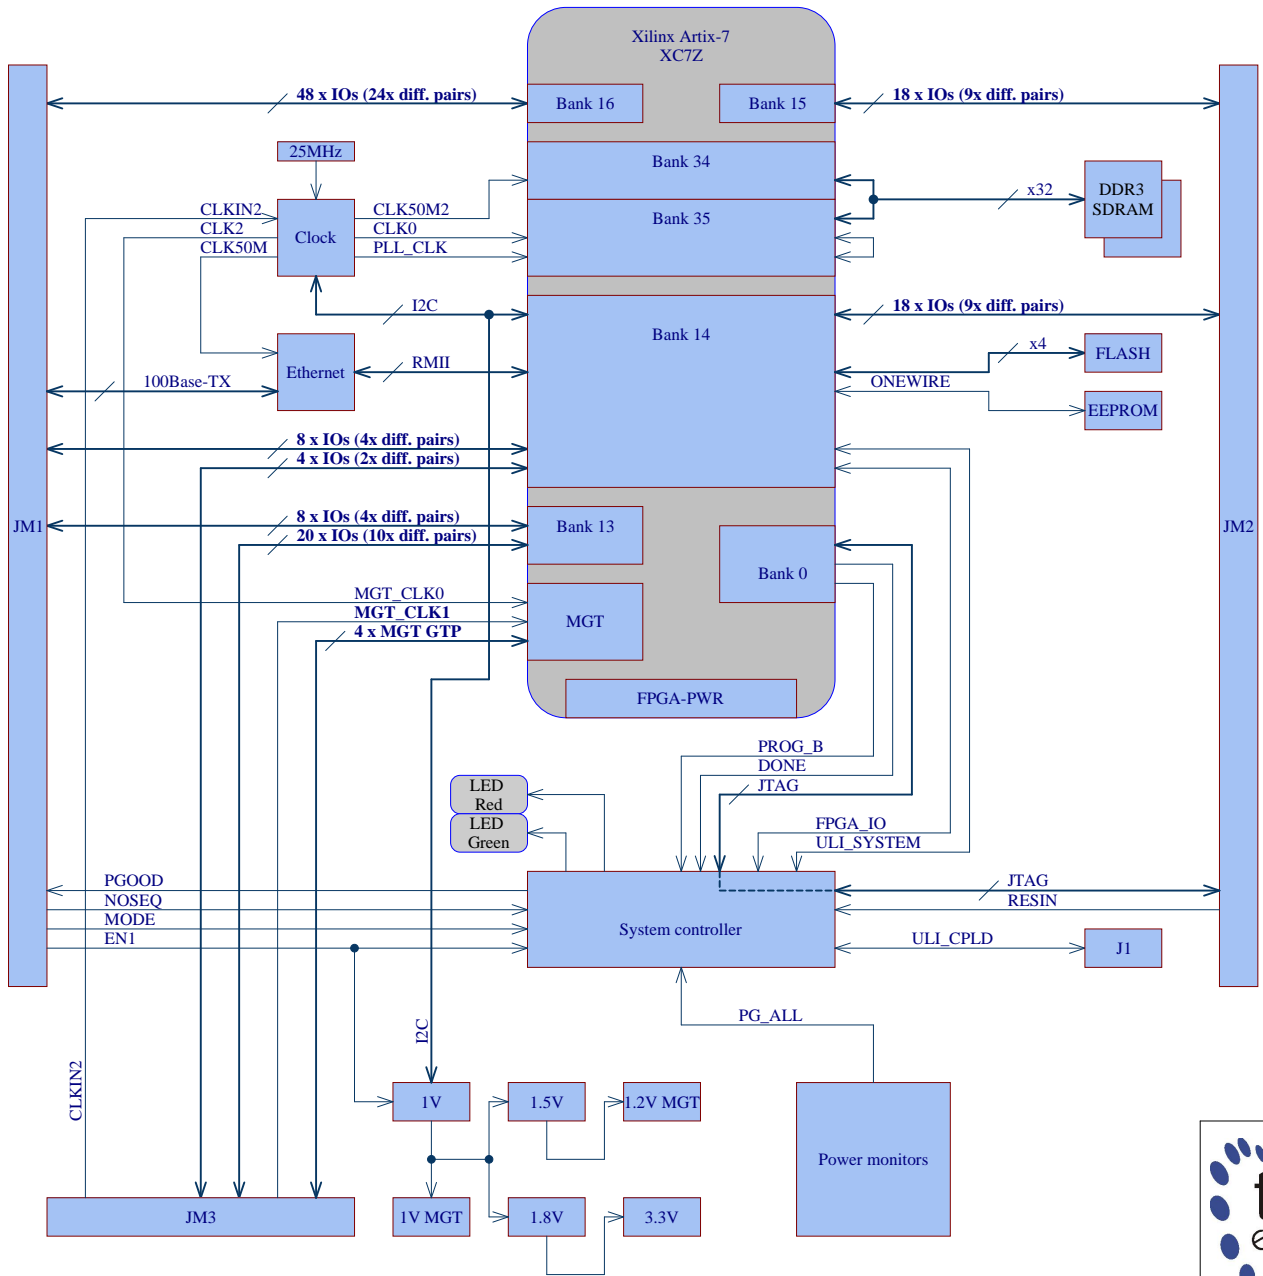 Xilinx Artix-7
XC7Z
48 x IOs (24x diff. pairs)
Bank 16
Bank 15
18 x IOs (9x diff. pairs)
25MHz
Bank 34
CLKIN2
CLK2
CLK50M
Clock
CLK50M2
CLK0
PLL_CLK
Bank 35
x32
DDR3
SDRAM
I2C
Bank 14
18 x IOs (9x diff. pairs)
Ethernet
RMII
100Base-TX
x4
FLASH
ONEWIRE
EEPROM
8 x IOs (4x diff. pairs)
4 x IOs (2x diff. pairs)
JM1
8 x IOs (4x diff. pairs)
20 x IOs (10x diff. pairs)
Bank 13
Bank 0
JM2
MGT_CLK0
MGT_CLK1
4 x MGT GTP
MGT
FPGA-PWR
PROG_B
DONE
JTAG
LED
Red
LED
Green
FPGA_IO
ULI_SYSTEM
PGOOD
NOSEQ
MODE
EN1
System controller
JTAG
RESIN
ULI_CPLD
J1
PG_ALL
I2C
CLKIN2
1V
1.5V
1.2V MGT
Power monitors
JM3
1V MGT
1.8V
3.3V